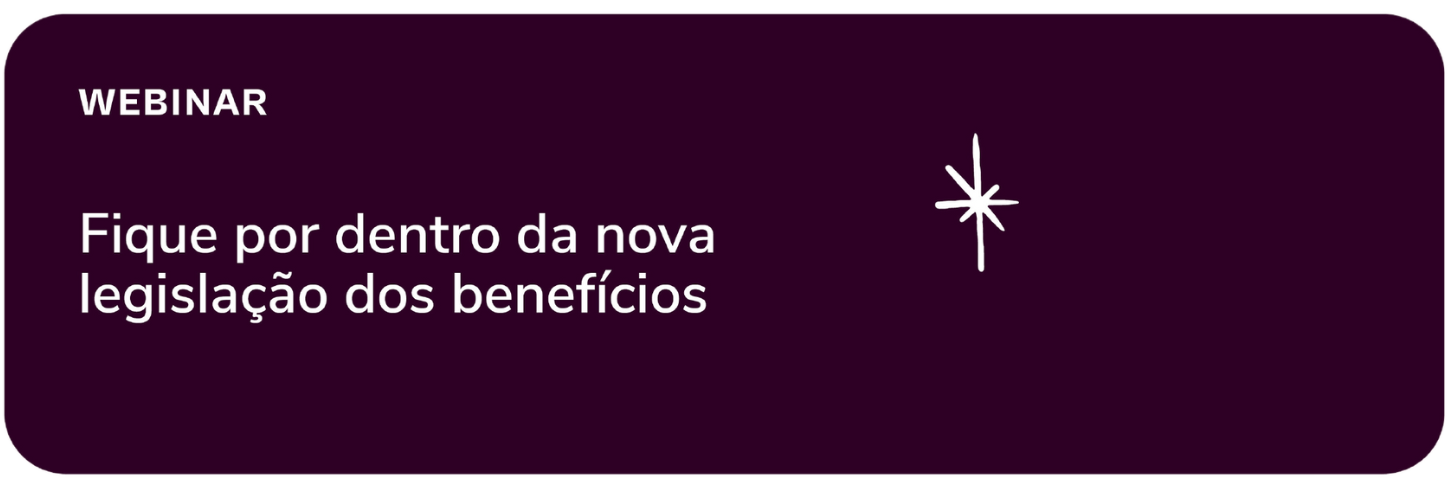 WEBINAR
Fique por dentro da nova
legislação dos benefícios